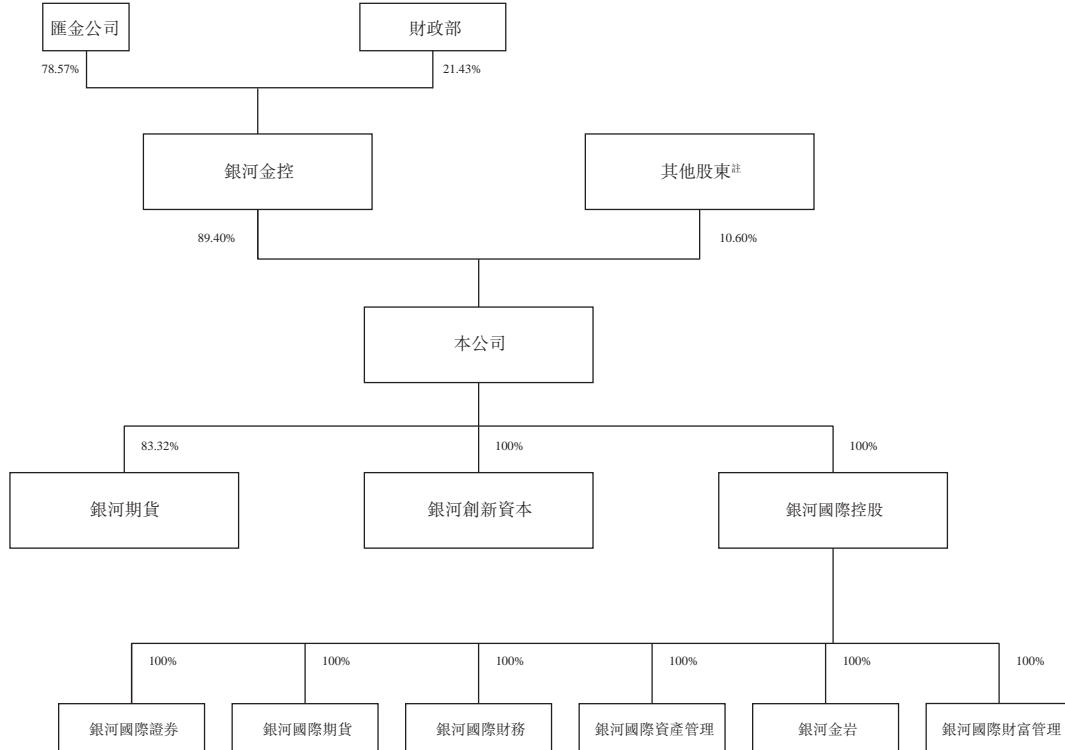 匯金公司
財政部
78.57%
21.43%
銀河金控
其他股東註
89.40%
10.60%
本公司
83.32%
100%
100%
銀河期貨
銀河創新資本
銀河國際控股
100%
100%
100%
100%
100%
100%
銀河國際證券
銀河國際期貨
銀河國際財務
銀河國際資產管理
銀河金岩
銀河國際財富管理